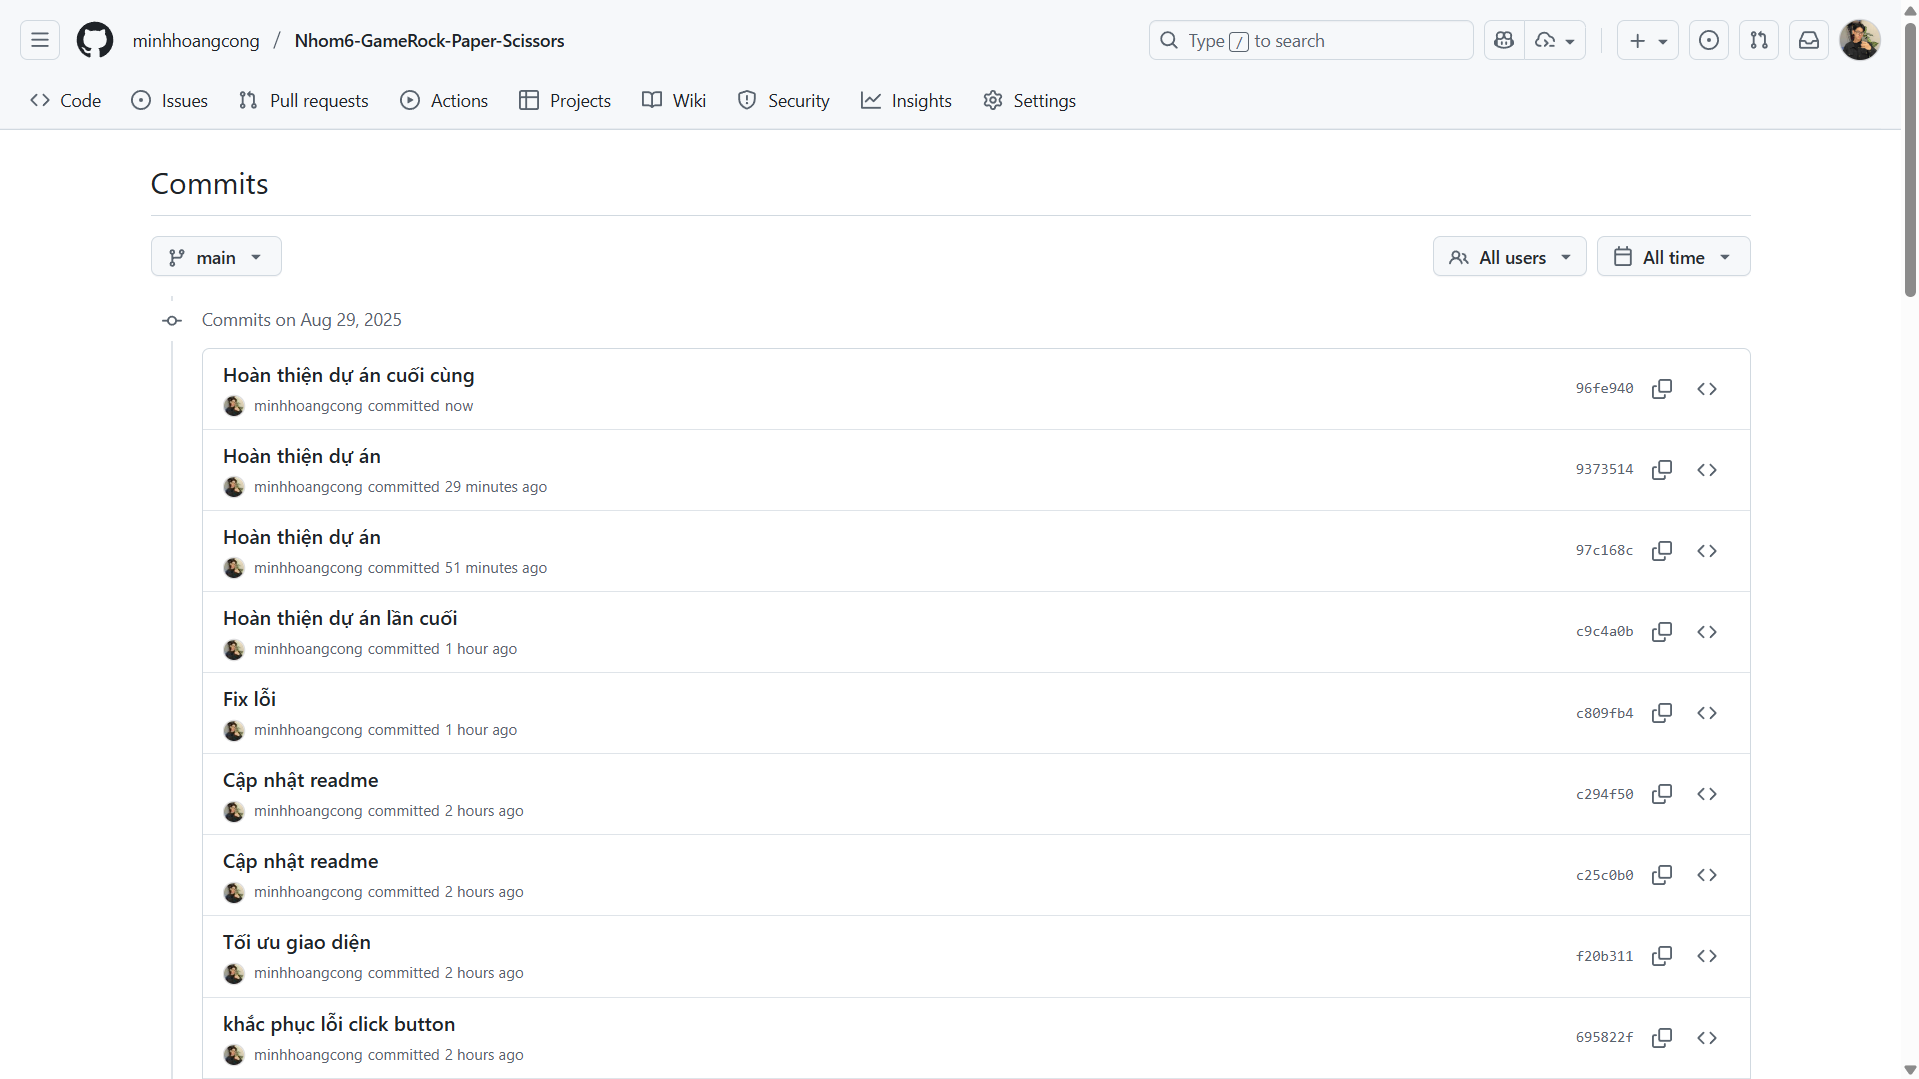 minhhoangcong / Nhom6-GameRock-Paper-Scissors
Type / to search
Code Issues Pull requests Actions Projects Wiki Security Insights Settings
Commits
main All users All time
Commits on Aug 29, 2025
Hoàn thiện dự án cuối cùng
minhhoangcong committed now
96fe940
Hoàn thiện dự án
minhhoangcong committed 29 minutes ago
9373514
Hoàn thiện dự án
minhhoangcong committed 51 minutes ago
97c168c
Hoàn thiện dự án lần cuối
minhhoangcong committed 1 hour ago
c9c4a0b
Fix lỗi
minhhoangcong committed 1 hour ago
c809fb4
Cập nhật readme
minhhoangcong committed 2 hours ago
c294f50
Cập nhật readme
minhhoangcong committed 2 hours ago
c25c0b0
Tối ưu giao diện
minhhoangcong committed 2 hours ago
f20b311
khắc phục lỗi click button
minhhoangcong committed 2 hours ago
695822f